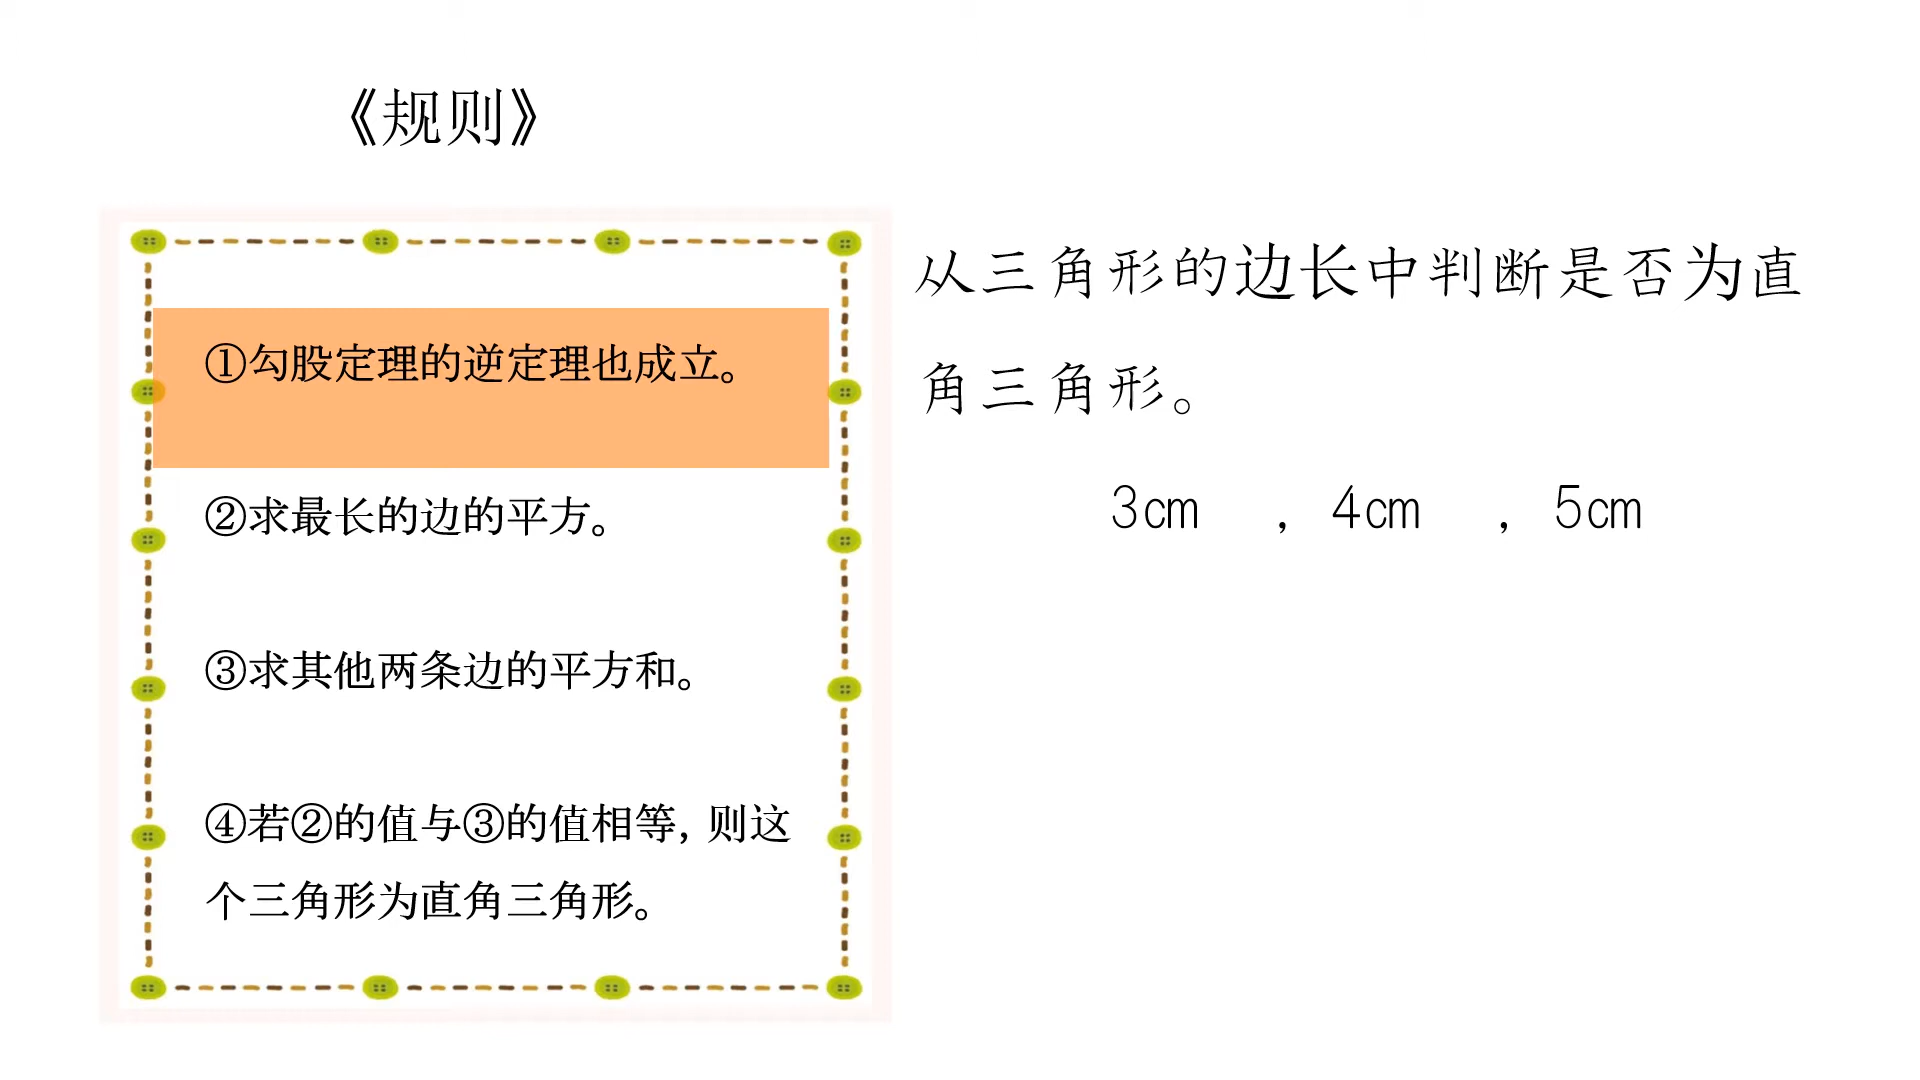 《规则》
①勾股定理的逆定理也成立。
②求最长的边的平方。
③求其他两条边的平方和。
④若②的值与③的值相等，则这
个三角形为直角三角形。
从三角形的边长中判断是否为直
角三角形。
3cm ，4cm ，5cm